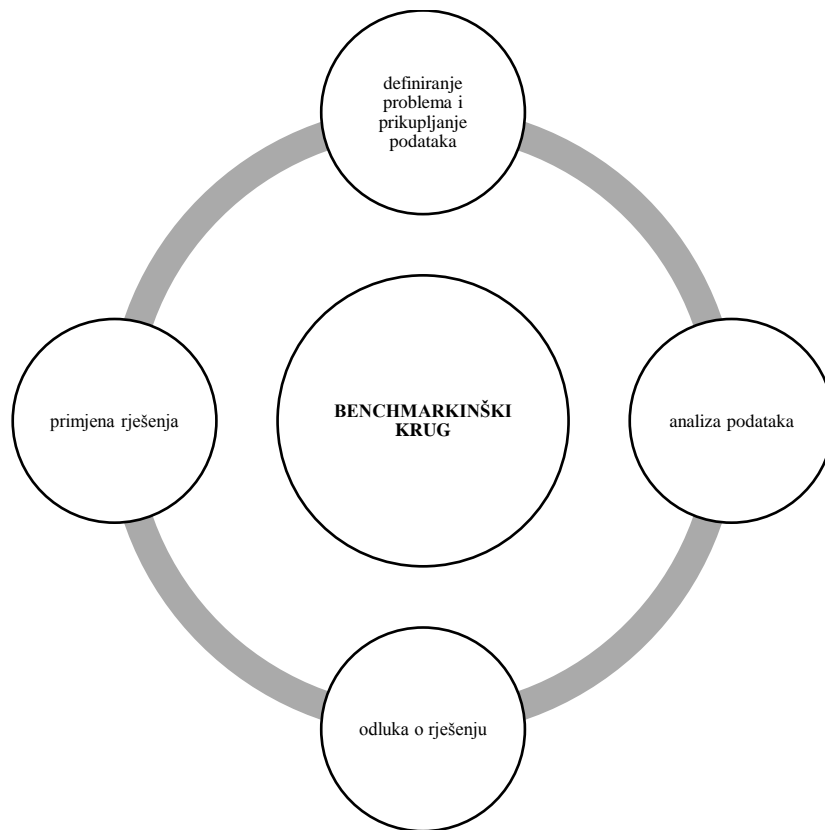 definiranje
problema i
prikupljanje
podataka
primjena rješenja
BENCHMARKINŠKI
KRUG
analiza podataka
odluka o rješenju